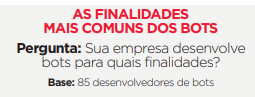 AS FINALIDADES
MAIS COMUNS DOS BOTS
Pergunta: Sua empresa desenvolve
bots para quais finalidades?
Base: 85 desenvolvedores de bots